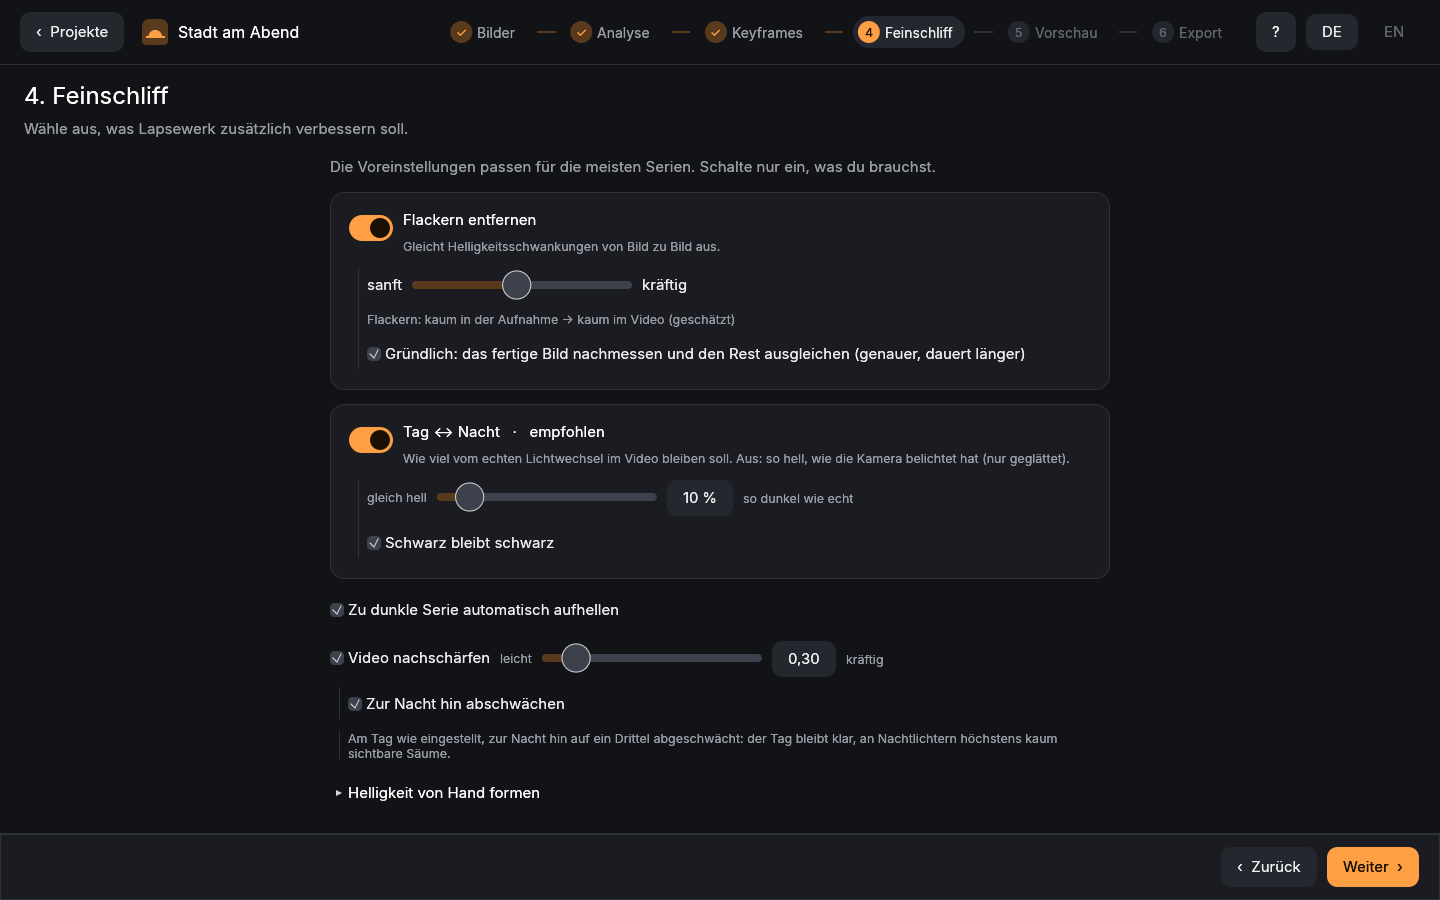 ‹ Projekte
Stadt am Abend
Bilder
Analyse
Keyframes
4 Feinschliff
5 Vorschau
6 Export
?
DE
EN
4. Feinschliff
Wähle aus, was Lapsewerk zusätzlich verbessern soll.
Die Voreinstellungen passen für die meisten Serien. Schalte nur ein, was du brauchst.
Flackern entfernen
Gleicht Helligkeitsschwankungen von Bild zu Bild aus.
sanft kräftig
Flackern: kaum in der Aufnahme → kaum im Video (geschätzt)
Gründlich: das fertige Bild nachmessen und den Rest ausgleichen (genauer, dauert länger)
Tag ↔ Nacht · empfohlen
Wie viel vom echten Lichtwechsel im Video bleiben soll. Aus: so hell, wie die Kamera belichtet hat (nur geglättet).
gleich hell 10 % so dunkel wie echt
Schwarz bleibt schwarz
Zu dunkle Serie automatisch aufhellen
Video nachschärfen leicht 0,30 kräftig
Zur Nacht hin abschwächen
Am Tag wie eingestellt, zur Nacht hin auf ein Drittel abgeschwächt: der Tag bleibt klar, an Nachtlichtern höchstens kaum
sichtbare Säume.
▸ Helligkeit von Hand formen
‹ Zurück
Weiter ›